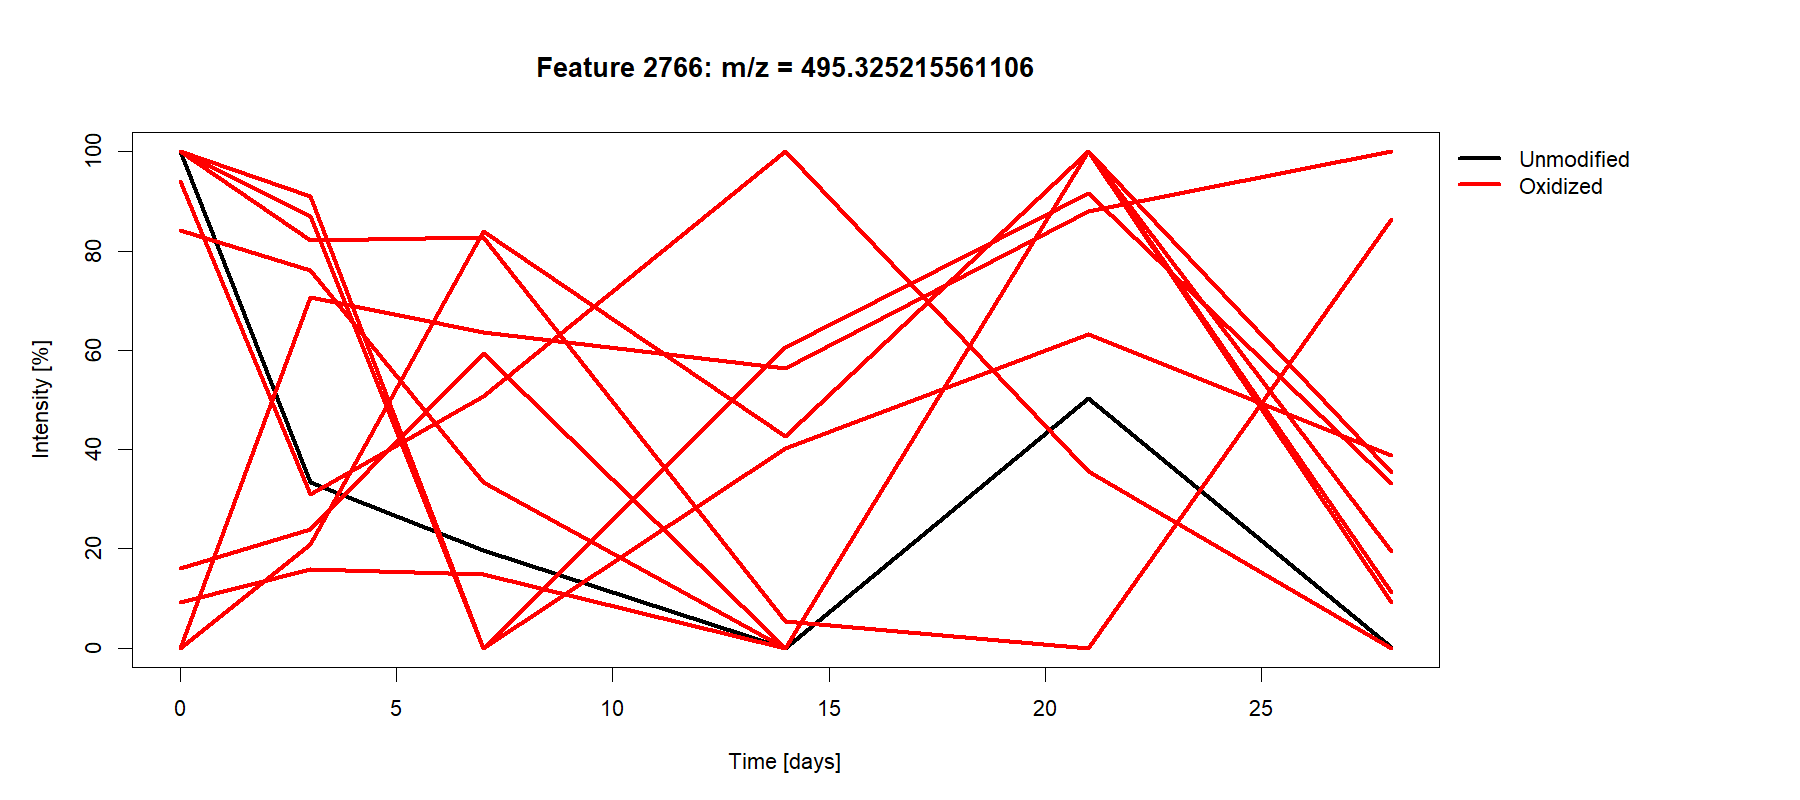 Feature 2766: m/z = 495.325215561106
Unmodified
Oxidized
Intensity [%]
100
80
60
40
20
0
0 5 10 15 20 25
Time [days]